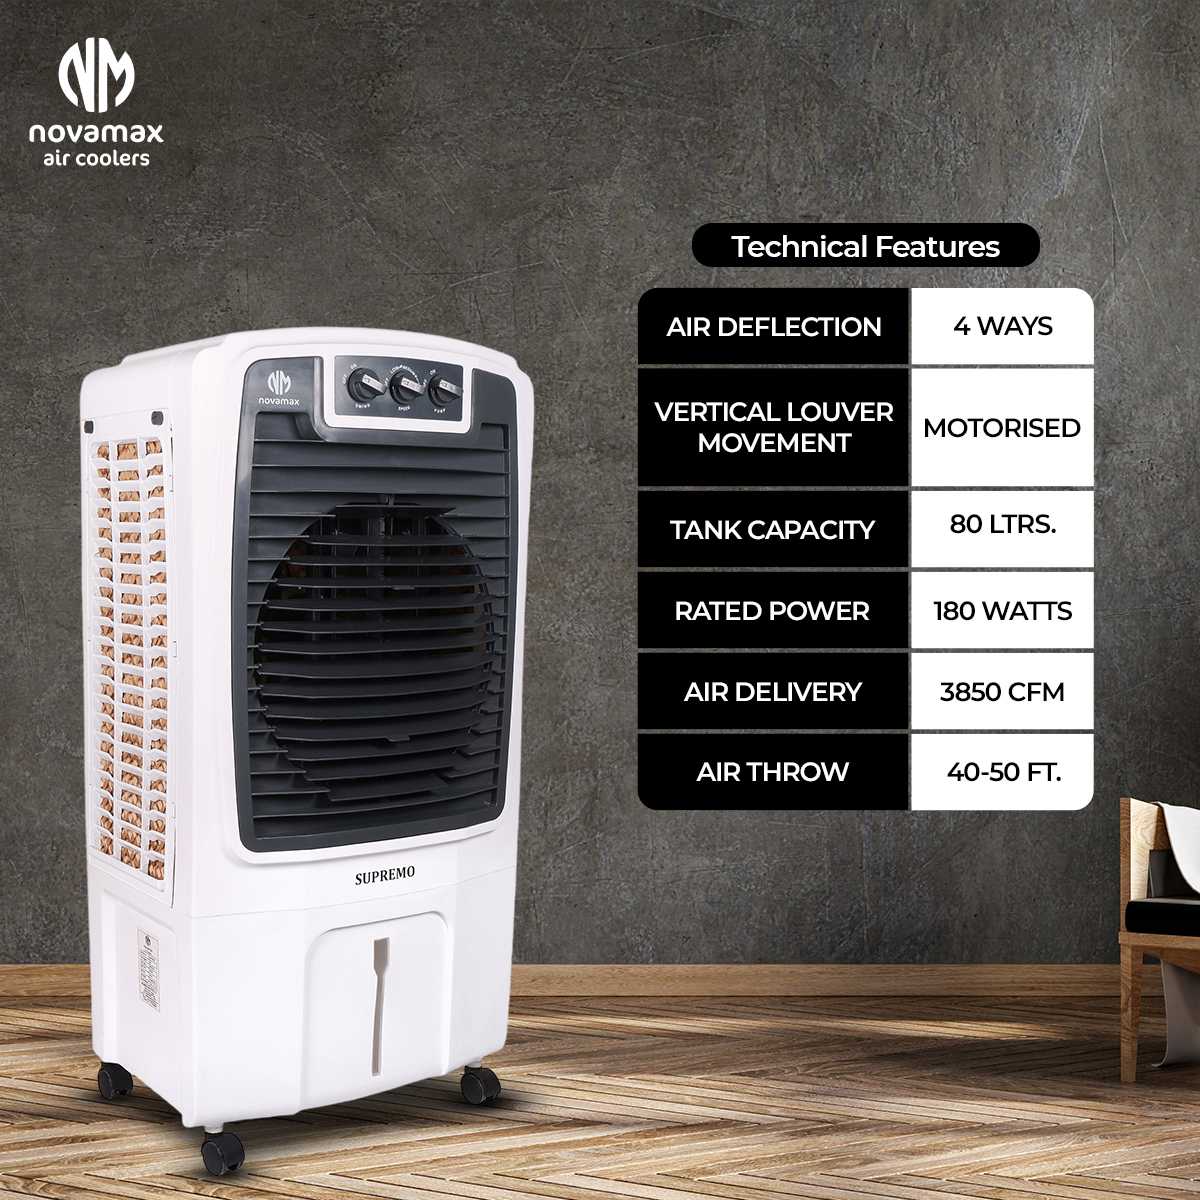 NM
novamax
air coolers
Technical Features
AIR DEFLECTION
4 WAYS
VERTICAL LOUVER
MOVEMENT
MOTORISED
TANK CAPACITY
80 LTRS.
RATED POWER
180 WATTS
AIR DELIVERY
3850 CFM
AIR THROW
40-50 FT.
NM
novamax
SUPREMO